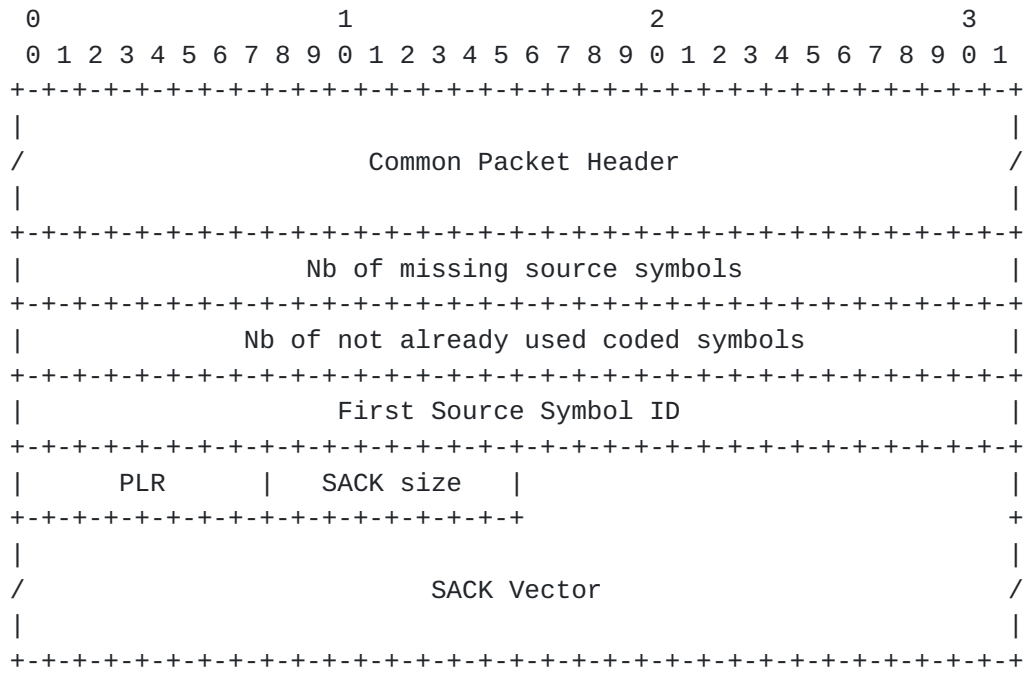 0                   1                   2                   3
 0 1 2 3 4 5 6 7 8 9 0 1 2 3 4 5 6 7 8 9 0 1 2 3 4 5 6 7 8 9 0 1
+-+-+-+-+-+-+-+-+-+-+-+-+-+-+-+-+-+-+-+-+-+-+-+-+-+-+-+-+-+-+-+-+
|                                                               |
/                      Common Packet Header                     /
|                                                               |
+-+-+-+-+-+-+-+-+-+-+-+-+-+-+-+-+-+-+-+-+-+-+-+-+-+-+-+-+-+-+-+-+
|                  Nb of missing source symbols                 |
+-+-+-+-+-+-+-+-+-+-+-+-+-+-+-+-+-+-+-+-+-+-+-+-+-+-+-+-+-+-+-+-+
|              Nb of not already used coded symbols             |
+-+-+-+-+-+-+-+-+-+-+-+-+-+-+-+-+-+-+-+-+-+-+-+-+-+-+-+-+-+-+-+-+
|                    First Source Symbol ID                     |
+-+-+-+-+-+-+-+-+-+-+-+-+-+-+-+-+-+-+-+-+-+-+-+-+-+-+-+-+-+-+-+-+
|      PLR      |   SACK size   |                               |
+-+-+-+-+-+-+-+-+-+-+-+-+-+-+-+-+                               +
|                                                               |
/                          SACK Vector                          /
|                                                               |
+-+-+-+-+-+-+-+-+-+-+-+-+-+-+-+-+-+-+-+-+-+-+-+-+-+-+-+-+-+-+-+-+